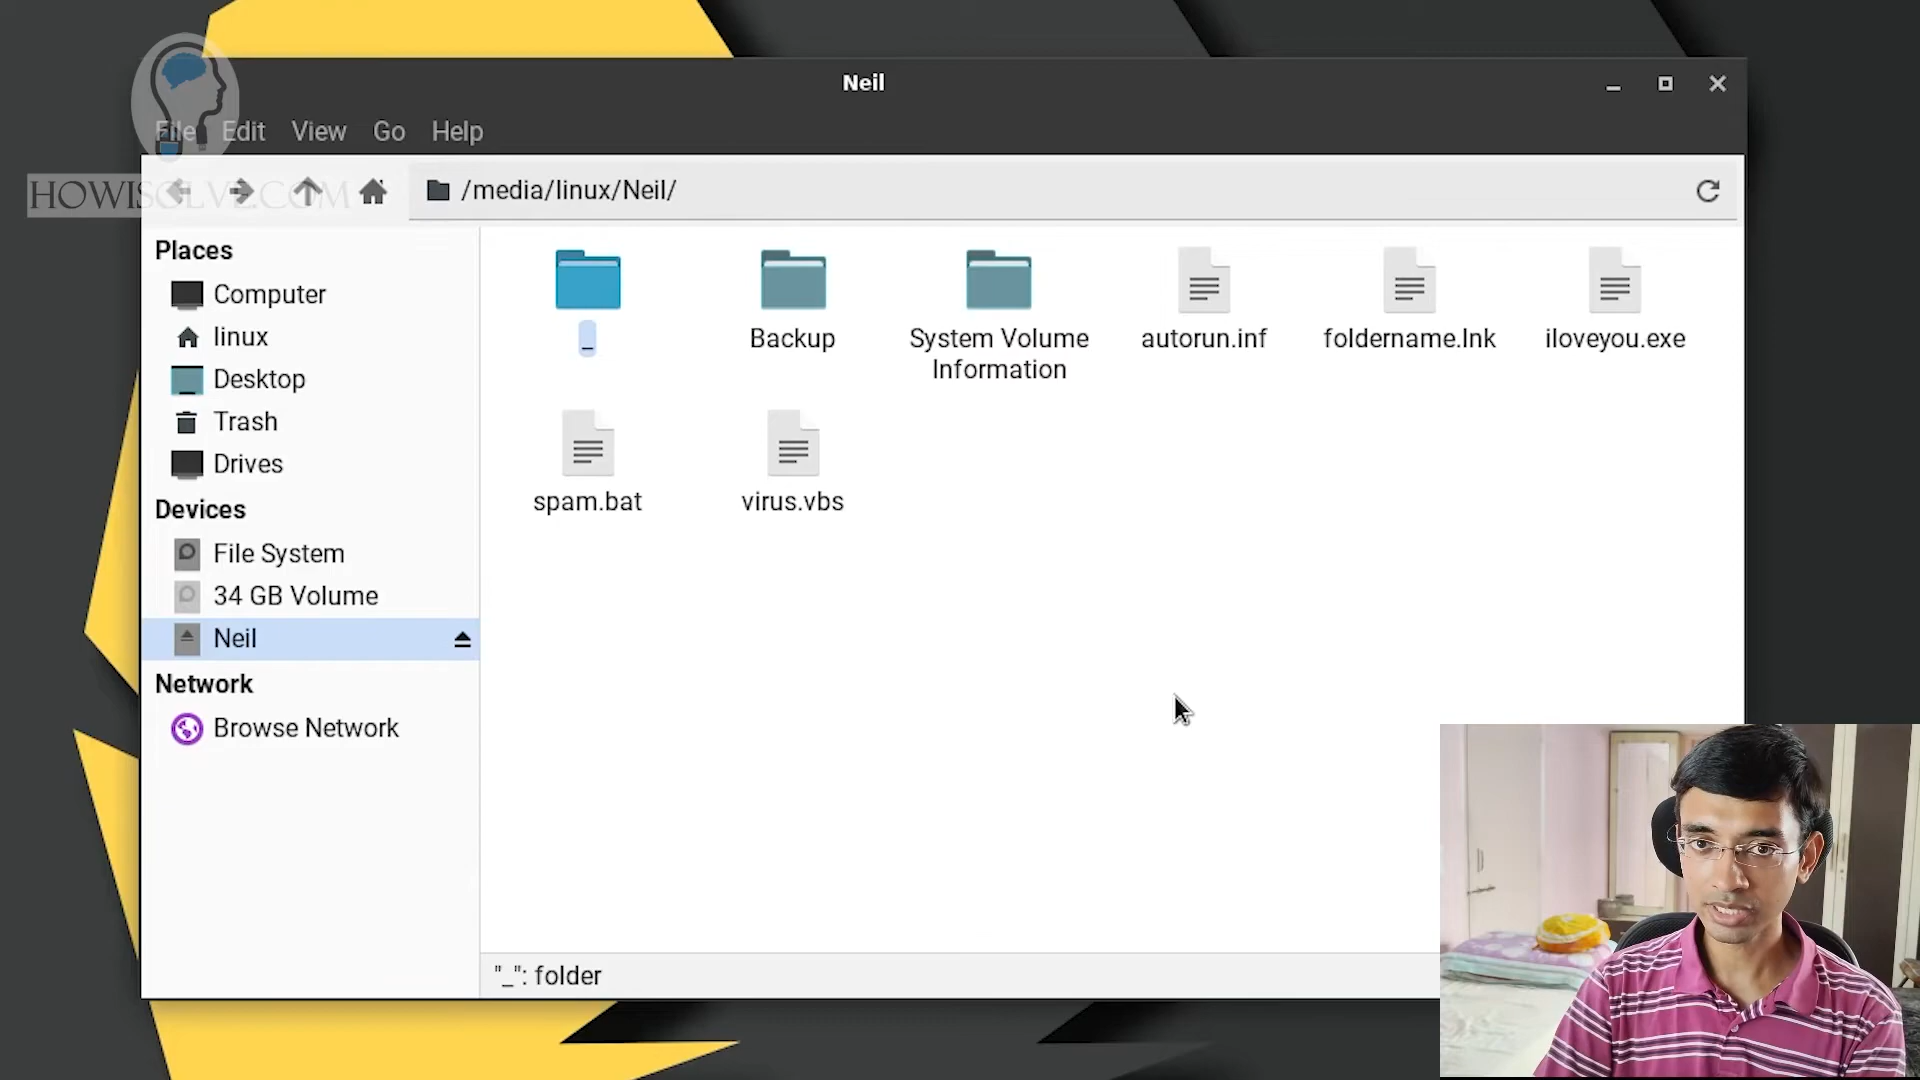 Neil
File Edit View Go Help
HOWISOLVE.COM
/media/linux/Neil/
Places
Computer
linux
Desktop
Trash
Drives
Devices
File System
34 GB Volume
Neil
Network
Browse Network
_
Backup
System Volume
Information
autorun.inf
foldername.lnk
iloveyou.exe
spam.bat
virus.vbs
"_": folder